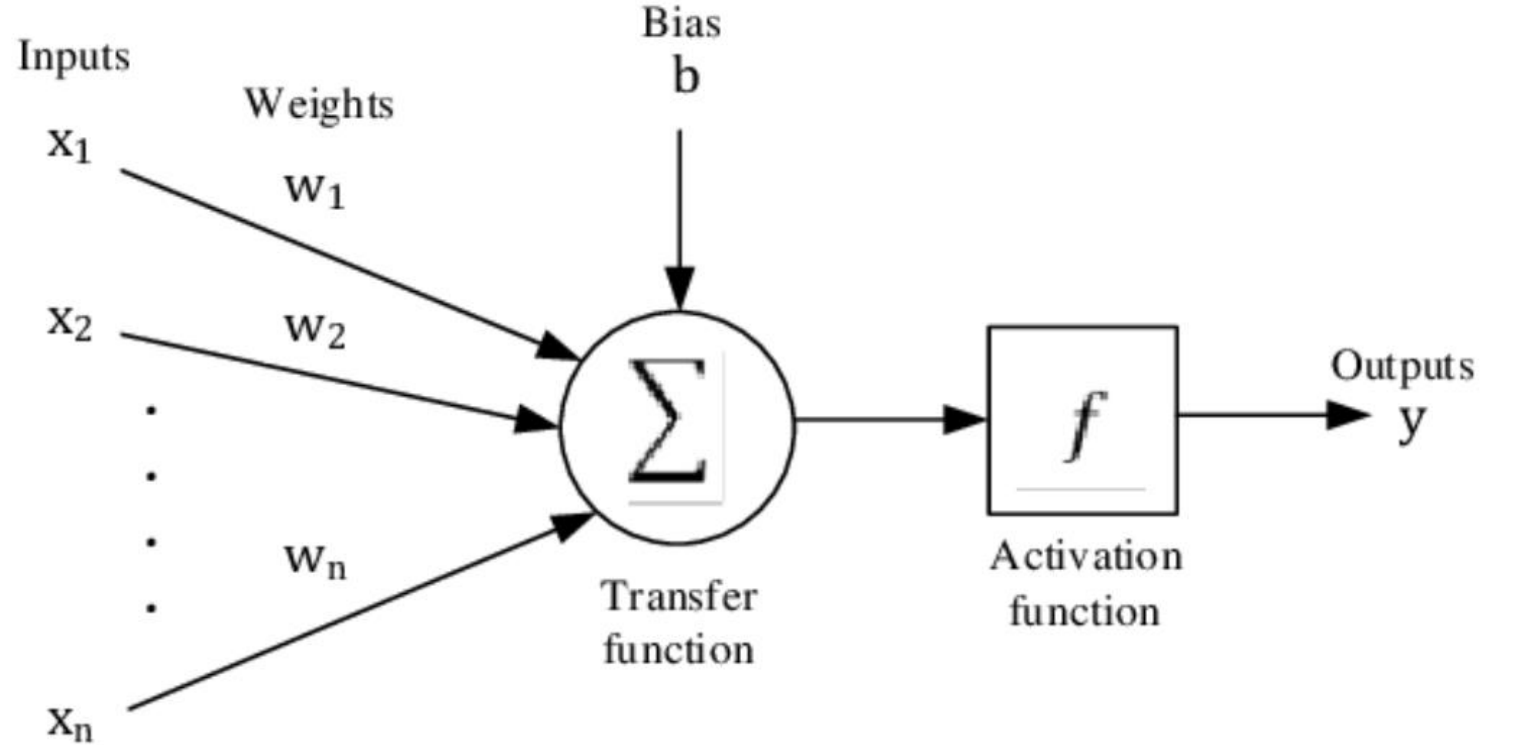 Bias
b
Inputs
Weights
x₁
w₁
x₂
w₂
Σ
f
Outputs
y
wₙ
Activation
function
Transfer
function
xₙ